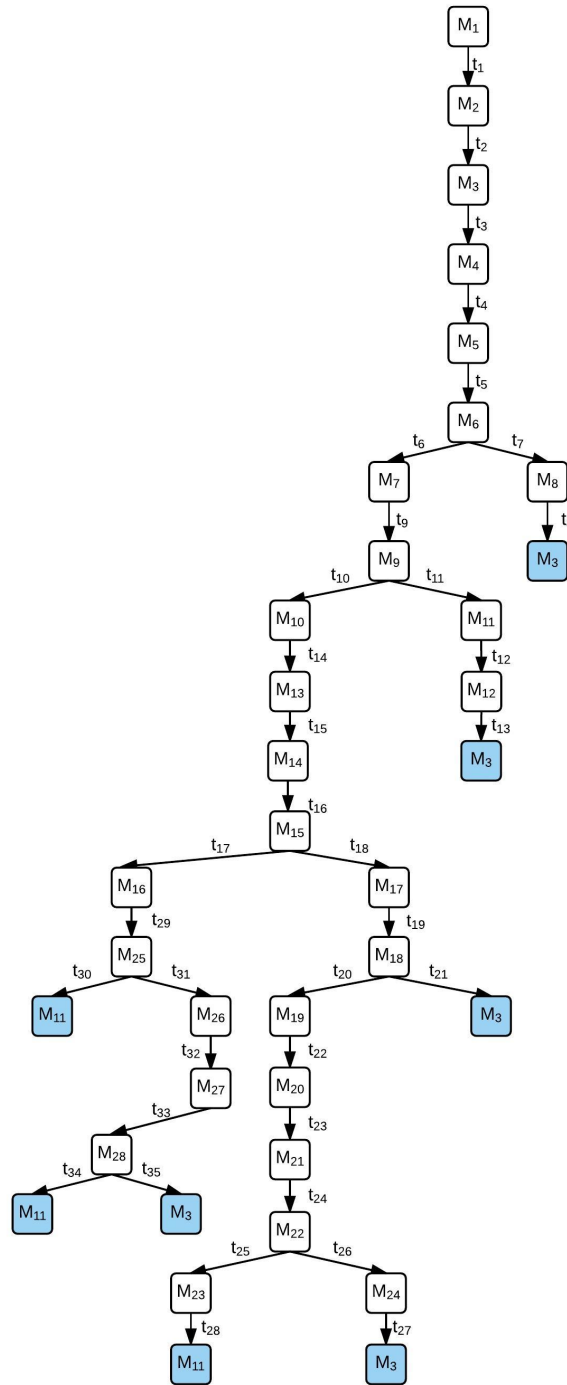 M₁
t₁
M₂
t₂
M₃
t₃
M₄
t₄
M₅
t₅
M₆
t₆ t₇
M₇ M₈
t₉ t
M₉ M₃
t₁₀ t₁₁
M₁₀ M₁₁
t₁₄ t₁₂
M₁₃ M₁₂
t₁₅ t₁₃
M₁₄ M₃
t₁₆
M₁₅
t₁₇ t₁₈
M₁₆ M₁₇
t₂₉ t₁₉
M₂₅ M₁₈
t₃₀ t₃₁ t₂₀ t₂₁
M₁₁ M₂₆ M₁₉ M₃
t₃₂ t₂₂
M₂₇ M₂₀
t₃₃ t₂₃
M₂₈ M₂₁
t₃₄ t₃₅ t₂₄
M₁₁ M₃ M₂₂
t₂₅ t₂₆
M₂₃ M₂₄
t₂₈ t₂₇
M₁₁ M₃